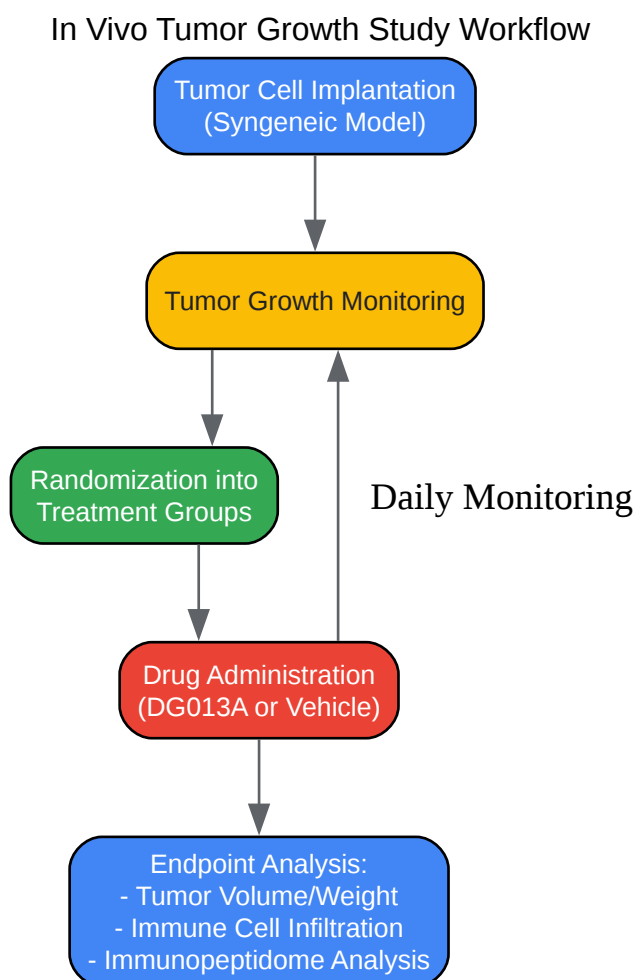 In Vivo Tumor Growth Study Workflow
Tumor Cell Implantation
(Syngeneic Model)
Tumor Growth Monitoring
Randomization into
Treatment Groups
Daily Monitoring
Drug Administration
(DG013A or Vehicle)
Endpoint Analysis:
- Tumor Volume/Weight
- Immune Cell Infiltration
- Immunopeptidome Analysis